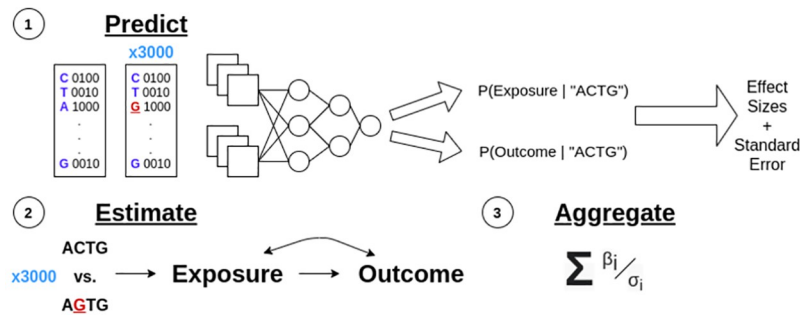 1 Predict
x3000
C 0100 C 0100
T 0010 T 0010
A 1000 G 1000
. .
. .
. .
G 0010 G 0010
P(Exposure | "ACTG")
P(Outcome | "ACTG")
Effect
Sizes
+
Standard
Error
2 Estimate
ACTG
x3000 vs.
AGTG
Exposure
Outcome
3 Aggregate
Σ βi/σi